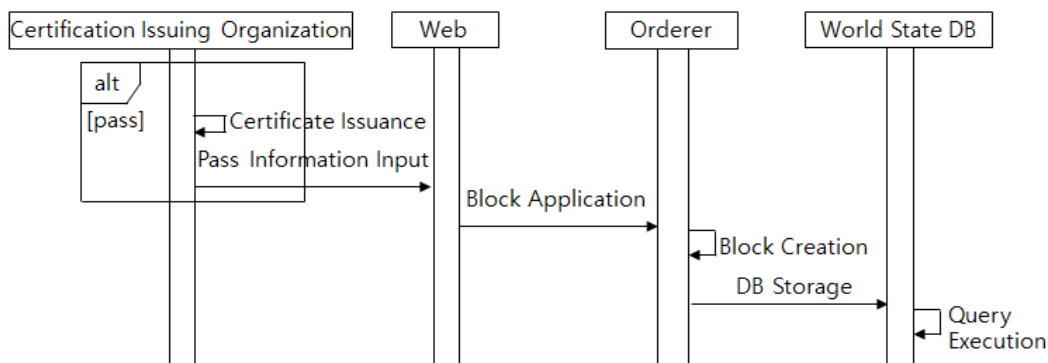 Certification Issuing Organization
Web
Orderer
World State DB
alt
[pass]
Certificate Issuance
Pass Information Input
Block Application
Block Creation
DB Storage
Query
Execution